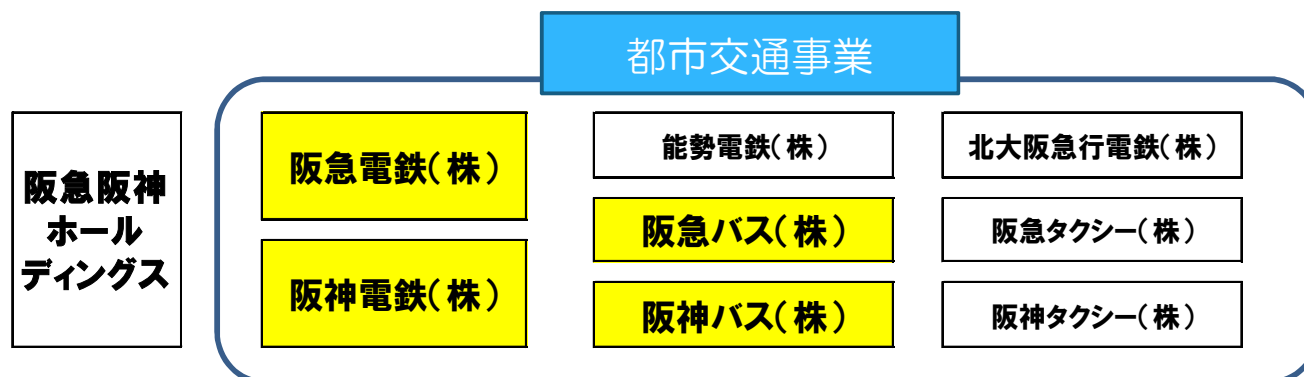 都市交通事業
阪急阪神
ホール
ディングス
阪急電鉄(株)
阪神電鉄(株)
能勢電鉄(株)
阪急バス(株)
阪神バス(株)
北大阪急行電鉄(株)
阪急タクシー(株)
阪神タクシー(株)